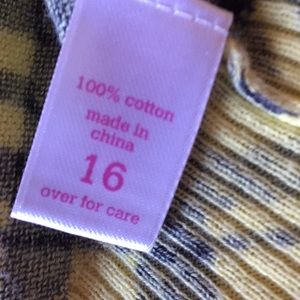 100% cotton
made in
china
16
over for care